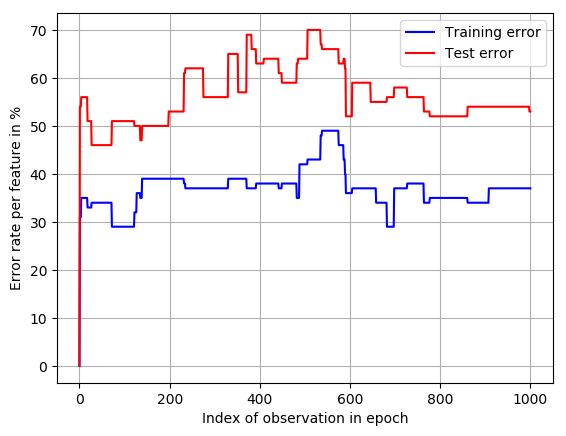 Training error
Test error
Error rate per feature in %
70
60
50
40
30
20
10
0
0 200 400 600 800 1000
Index of observation in epoch